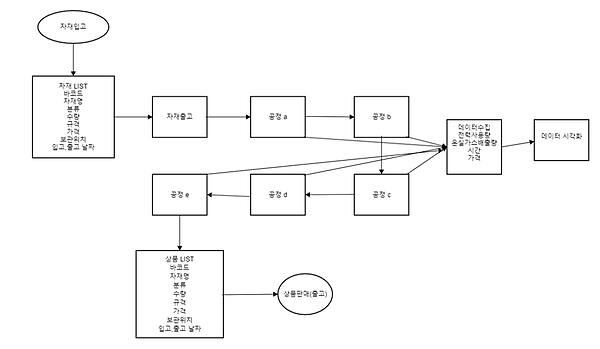 자재입고
자재 LIST
바코드
자재명
분류
수량
규격
가격
보관위치
입고,출고 날짜
자재출고
공정 a
공정 b
데이터수집
전력사용량
온실가스배출량
시간
가격
데이터 시각화
공정 e
공정 d
공정 c
상품 LIST
바코드
자재명
분류
수량
규격
가격
보관위치
입고,출고 날짜
상품판매(출고)